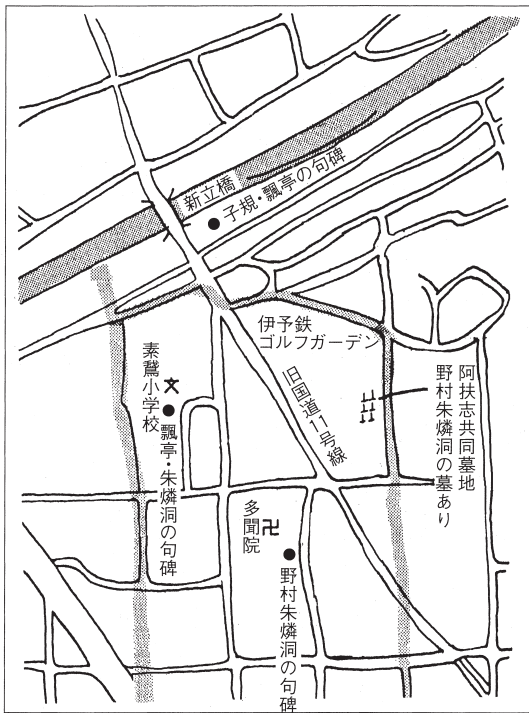 新立橋
子規・飄亭の句碑
伊予鉄
ゴルフガーデン
旧国道11号線
素鵞小学校
文
飄亭・朱燐洞の句碑
阿扶志共同墓地
野村朱燐洞の墓あり
多聞院
卍
野村朱燐洞の句碑